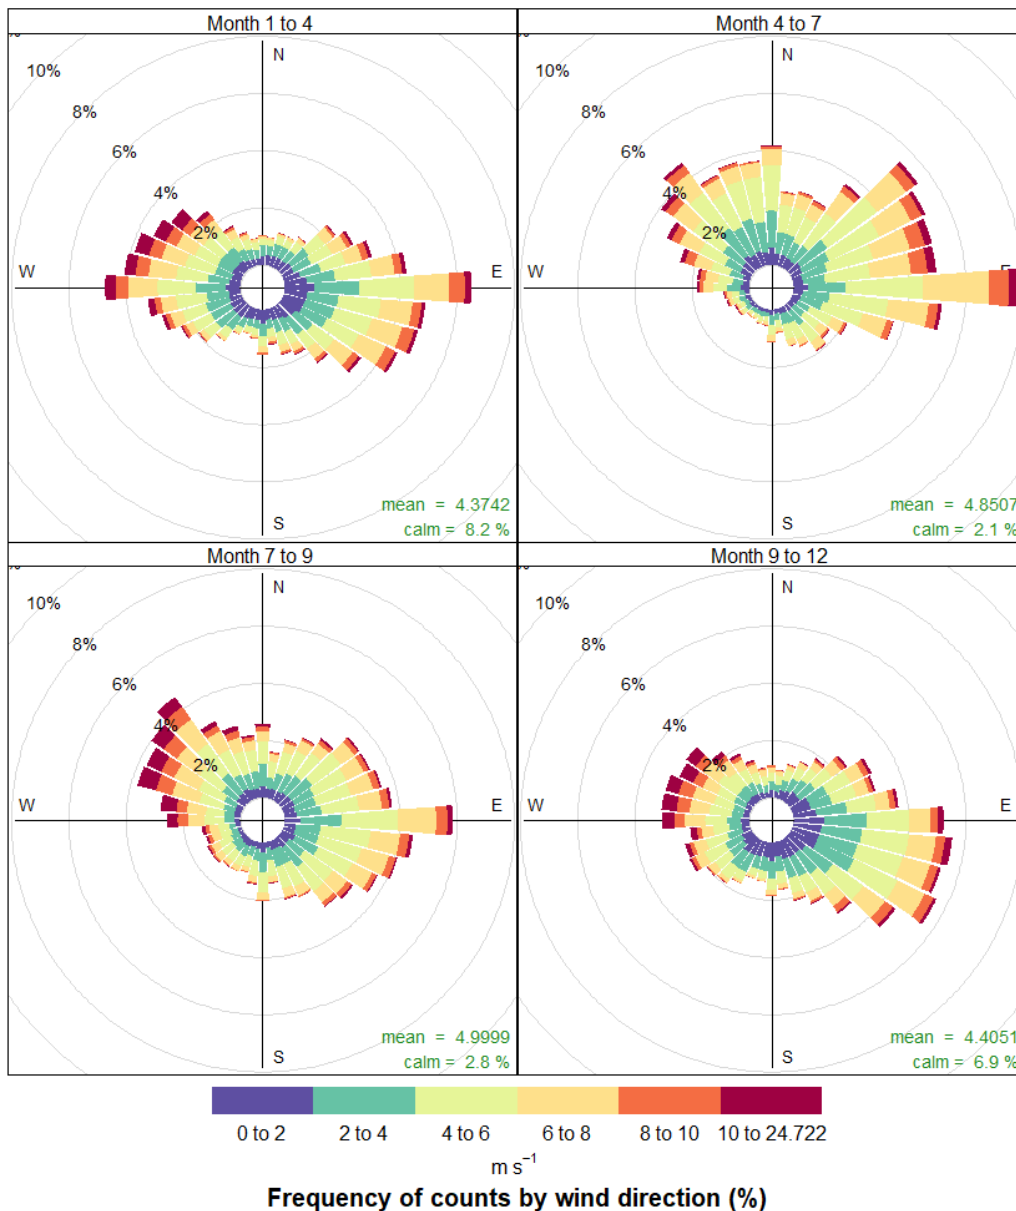 Month 1 to 4
%
10%
8%
6%
4%
2%
N
W
E
S
mean = 4.3742
calm = 8.2 %
Month 4 to 7
%
10%
8%
6%
4%
2%
N
W
E
S
mean = 4.8507
calm = 2.1 %
Month 7 to 9
%
10%
8%
6%
4%
2%
N
W
E
S
mean = 4.9999
calm = 2.8 %
Month 9 to 12
%
10%
8%
6%
4%
2%
N
W
E
S
mean = 4.4051
calm = 6.9 %
0 to 2 2 to 4 4 to 6 6 to 8 8 to 10 10 to 24.722
m s⁻¹
Frequency of counts by wind direction (%)